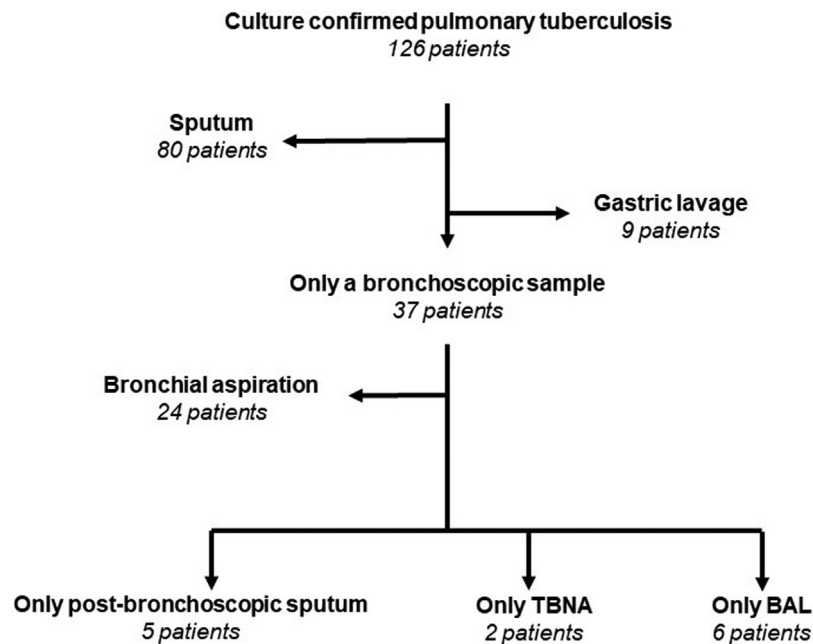 Culture confirmed pulmonary tuberculosis
126 patients
Sputum
80 patients
Gastric lavage
9 patients
Only a bronchoscopic sample
37 patients
Bronchial aspiration
24 patients
Only post-bronchoscopic sputum
5 patients
Only TBNA
2 patients
Only BAL
6 patients